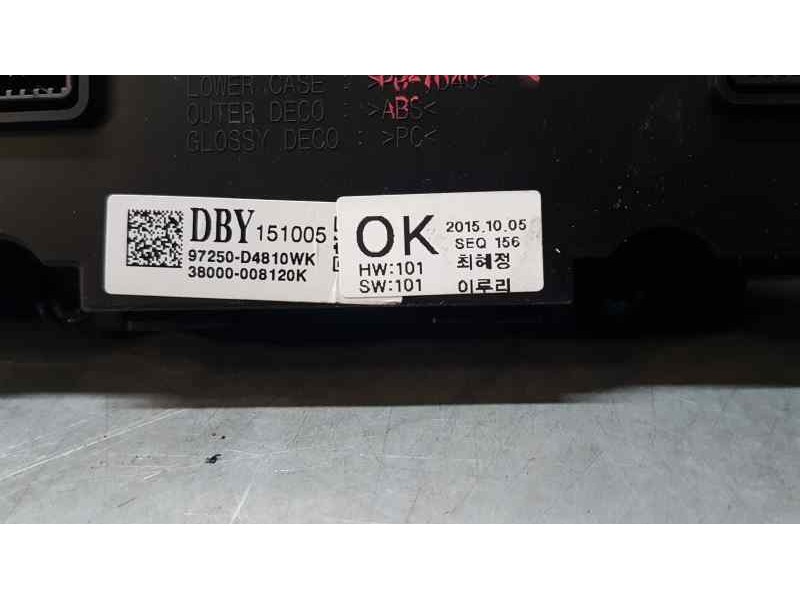 LOWER CASE :
OUTER DECO : >ABS<
GLOSSY DECO : >PC<
DBY 151005
97250-D4810WK
38000-008120K
OK 2015.10.05
SEQ 156
HW:101 최혜정
SW:101 이루리